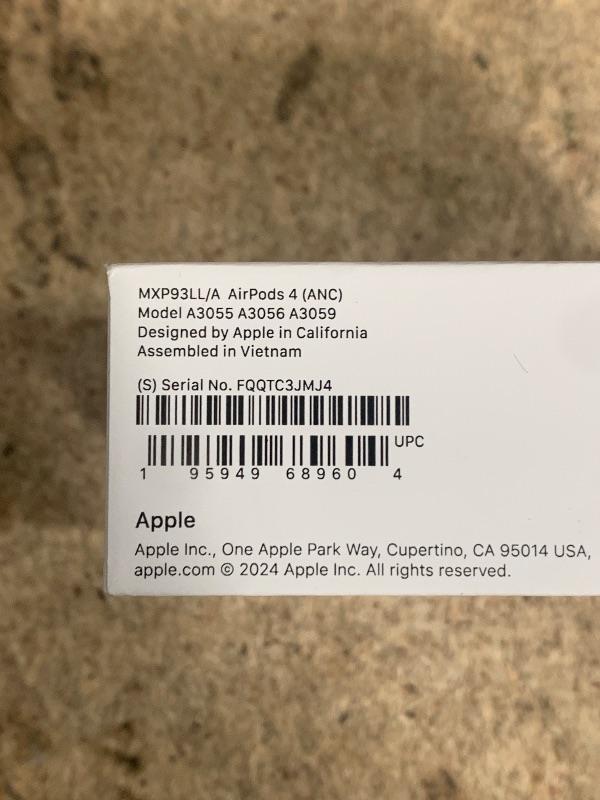 MXP93LL/A AirPods 4 (ANC)
Model A3055 A3056 A3059
Designed by Apple in California
Assembled in Vietnam
(S) Serial No. FQQTC3JMJ4
UPC
1 95949 68960 4
Apple
Apple Inc., One Apple Park Way, Cupertino, CA 95014 USA,
apple.com © 2024 Apple Inc. All rights reserved.